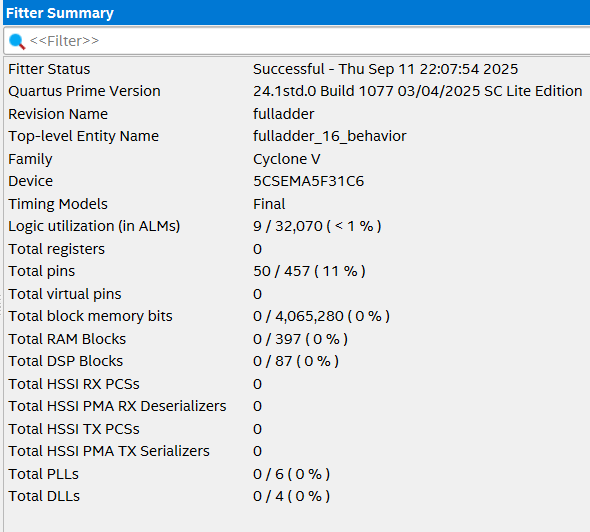 Fitter Summary
<<Filter>>
Fitter Status Successful - Thu Sep 11 22:07:54 2025
Quartus Prime Version 24.1std.0 Build 1077 03/04/2025 SC Lite Edition
Revision Name fulladder
Top-level Entity Name fulladder_16_behavior
Family Cyclone V
Device 5CSEMA5F31C6
Timing Models Final
Logic utilization (in ALMs) 9 / 32,070 ( < 1 % )
Total registers 0
Total pins 50 / 457 ( 11 % )
Total virtual pins 0
Total block memory bits 0 / 4,065,280 ( 0 % )
Total RAM Blocks 0 / 397 ( 0 % )
Total DSP Blocks 0 / 87 ( 0 % )
Total HSSI RX PCSs 0
Total HSSI PMA RX Deserializers 0
Total HSSI TX PCSs 0
Total HSSI PMA TX Serializers 0
Total PLLs 0 / 6 ( 0 % )
Total DLLs 0 / 4 ( 0 % )